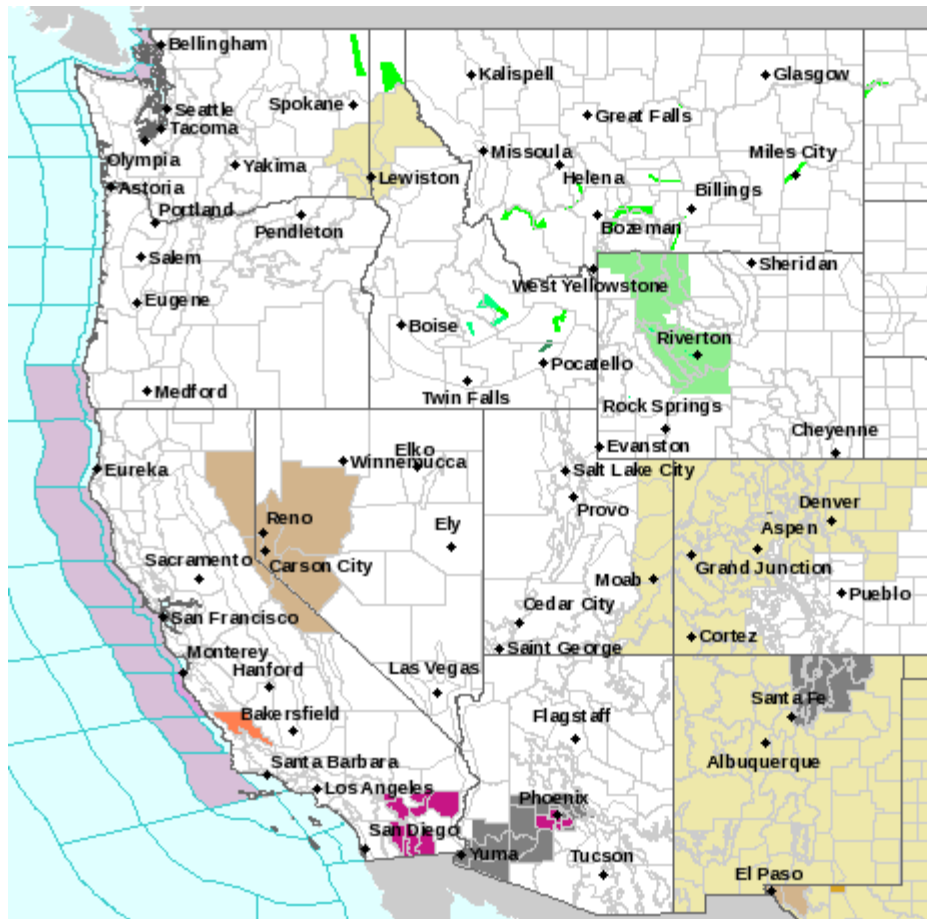 Bellingham
Kalispell
Glasgow
Spokane
Seattle
Great Falls
Tacoma
Olympia
Yakima
Missoula
Helena
Miles City
Lewiston
Astoria
Billings
Portland
Pendleton
Bozeman
Salem
Sheridan
West Yellowstone
Eugene
Boise
Riverton
Pocatello
Medford
Twin Falls
Rock Springs
Cheyenne
Evanston
Elko
Winnemucca
Eureka
Salt Lake City
Provo
Denver
Reno
Ely
Aspen
Sacramento
Carson City
Grand Junction
Moab
Pueblo
Cedar City
San Francisco
Cortez
Saint George
Monterey
Hanford
Las Vegas
Santa Fe
Bakersfield
Flagstaff
Albuquerque
Santa Barbara
Los Angeles
Phoenix
San Diego
Yuma
Tucson
El Paso